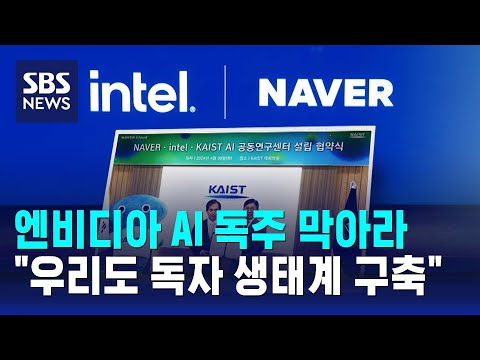 SBS
NEWS
intel.
NAVER
NAVER · intel · KAIST AI 공동연구센터 설립 협약식
KAIST
엔비디아 AI 독주 막아라
"우리도 독자 생태계 구축"